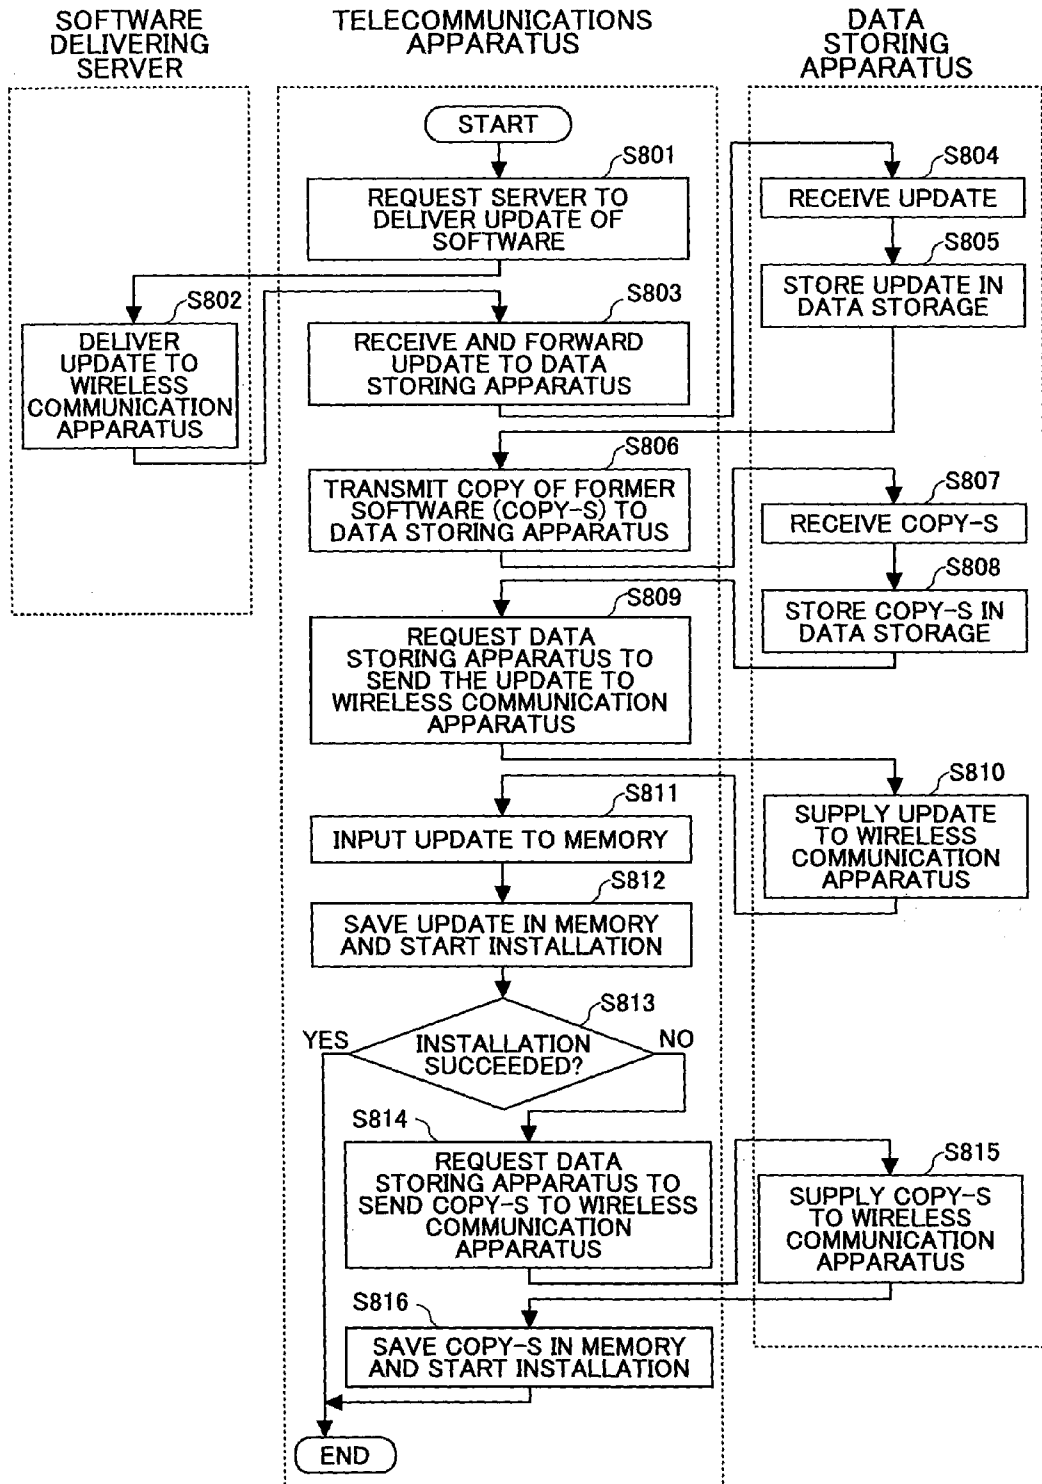 SOFTWARE
DELIVERING
SERVER
TELECOMMUNICATIONS
APPARATUS
DATA
STORING
APPARATUS
START
S801
REQUEST SERVER TO
DELIVER UPDATE OF
SOFTWARE
S802
DELIVER
UPDATE TO
WIRELESS
COMMUNICATION
APPARATUS
S803
RECEIVE AND FORWARD
UPDATE TO DATA
STORING APPARATUS
S804
RECEIVE UPDATE
S805
STORE UPDATE IN
DATA STORAGE
S806
TRANSMIT COPY OF FORMER
SOFTWARE (COPY-S) TO
DATA STORING APPARATUS
S807
RECEIVE COPY-S
S808
STORE COPY-S IN
DATA STORAGE
S809
REQUEST DATA
STORING APPARATUS TO
SEND THE UPDATE TO
WIRELESS COMMUNICATION
APPARATUS
S810
SUPPLY UPDATE
TO WIRELESS
COMMUNICATION
APPARATUS
S811
INPUT UPDATE TO MEMORY
S812
SAVE UPDATE IN MEMORY
AND START INSTALLATION
S813
YES
INSTALLATION
SUCCEEDED?
NO
S814
REQUEST DATA
STORING APPARATUS TO
SEND COPY-S TO WIRELESS
COMMUNICATION
APPARATUS
S815
SUPPLY COPY-S
TO WIRELESS
COMMUNICATION
APPARATUS
S816
SAVE COPY-S IN MEMORY
AND START INSTALLATION
END